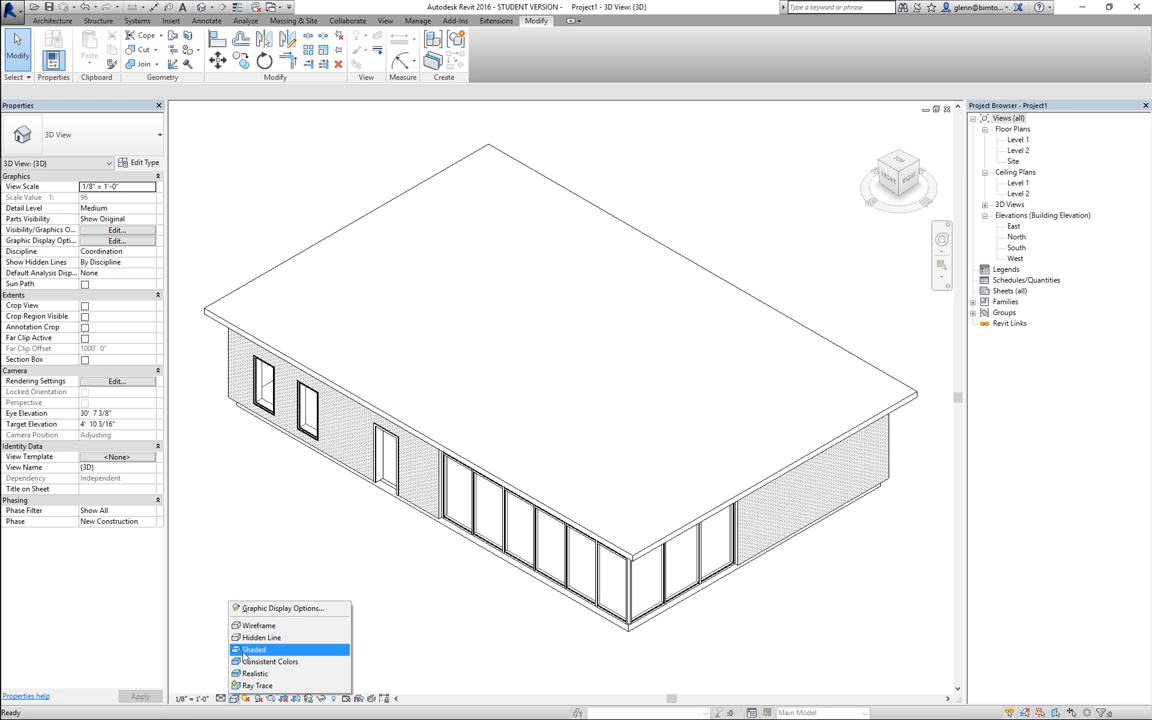 Autodesk Revit 2016 - STUDENT VERSION - Project1 - 3D View: {3D}
Type a keyword or phrase
glenn@bimto...
Architecture Structure Systems Insert Annotate Analyze Massing & Site Collaborate View Manage Add-Ins Extensions Modify
Modify
Paste
Cope
Cut
Join
Select Properties Clipboard Geometry Modify View Measure Create
Properties
3D View
3D View: {3D}
Edit Type
Graphics
View Scale 1/8" = 1'-0"
Scale Value 1: 96
Detail Level Medium
Parts Visibility Show Original
Visibility/Graphics O... Edit...
Graphic Display Opti... Edit...
Discipline Coordination
Show Hidden Lines By Discipline
Default Analysis Disp... None
Sun Path
Extents
Crop View
Crop Region Visible
Annotation Crop
Far Clip Active
Far Clip Offset 1000' 0"
Section Box
Camera
Rendering Settings Edit...
Locked Orientation
Perspective
Eye Elevation 30' 7 3/8"
Target Elevation 4' 10 3/16"
Camera Position Adjusting
Identity Data
View Template <None>
View Name {3D}
Dependency Independent
Title on Sheet
Phasing
Phase Filter Show All
Phase New Construction
Properties help
Apply
TOP
FRONT
RIGHT
Graphic Display Options...
Wireframe
Hidden Line
Shaded
Consistent Colors
Realistic
Ray Trace
1/8" = 1'-0"
Project Browser - Project1
Views (all)
Floor Plans
Level 1
Level 2
Site
Ceiling Plans
Level 1
Level 2
3D Views
Elevations (Building Elevation)
East
North
South
West
Legends
Schedules/Quantities
Sheets (all)
Families
Groups
Revit Links
Ready
:0
Main Model
:0